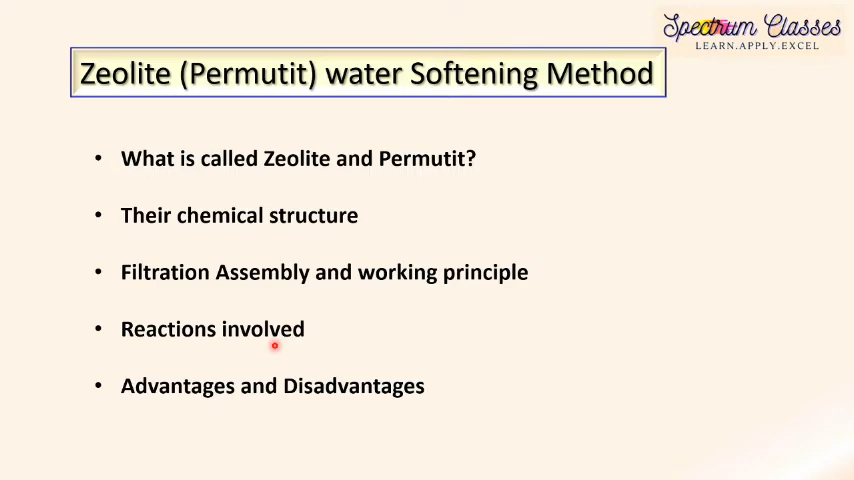 Spectrum Classes
LEARN.APPLY.EXCEL
Zeolite (Permutit) water Softening Method
• What is called Zeolite and Permutit?
• Their chemical structure
• Filtration Assembly and working principle
• Reactions involved
• Advantages and Disadvantages